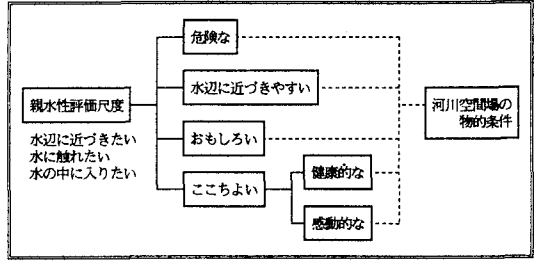 危険な
水辺に近づきやすい
親水性評価尺度
河川空間場の
物的条件
水辺に近づきたい
水に触れたい
水の中に入りたい
おもしろい
ここちよい
健康的な
感動的な